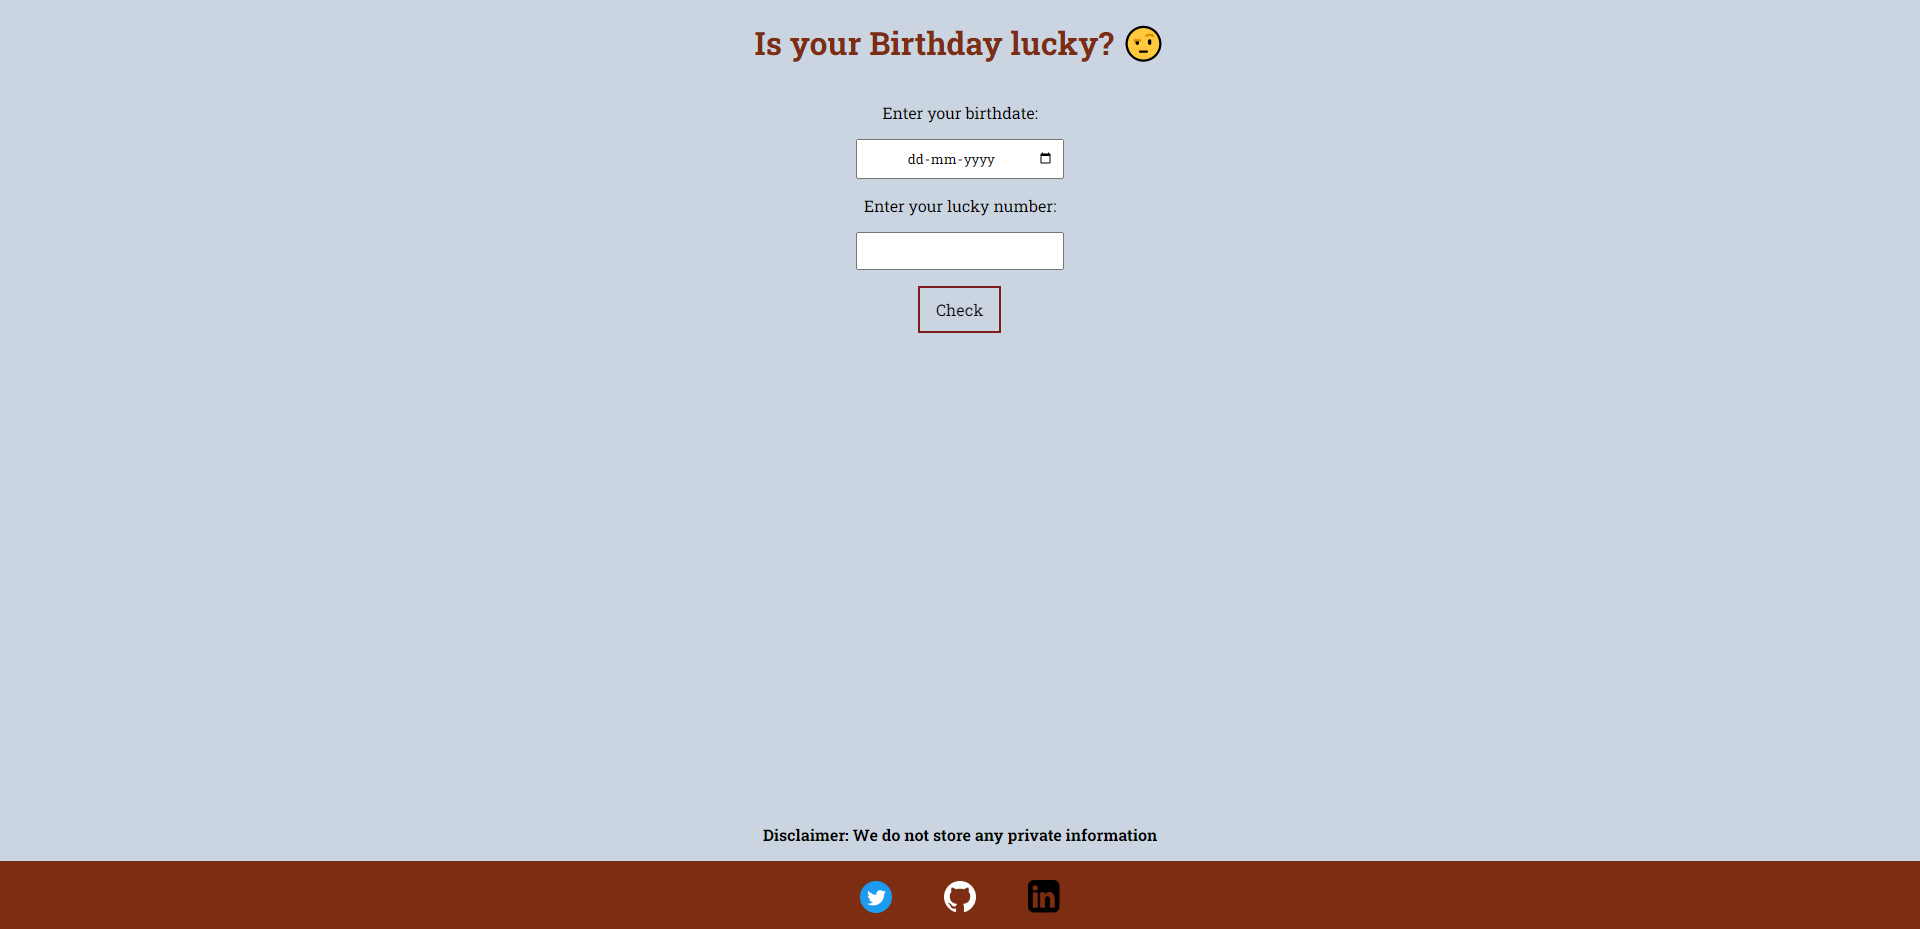 Is your Birthday lucky? 🤨
Enter your birthdate:
dd-mm-yyyy
Enter your lucky number:
Check
Disclaimer: We do not store any private information
in